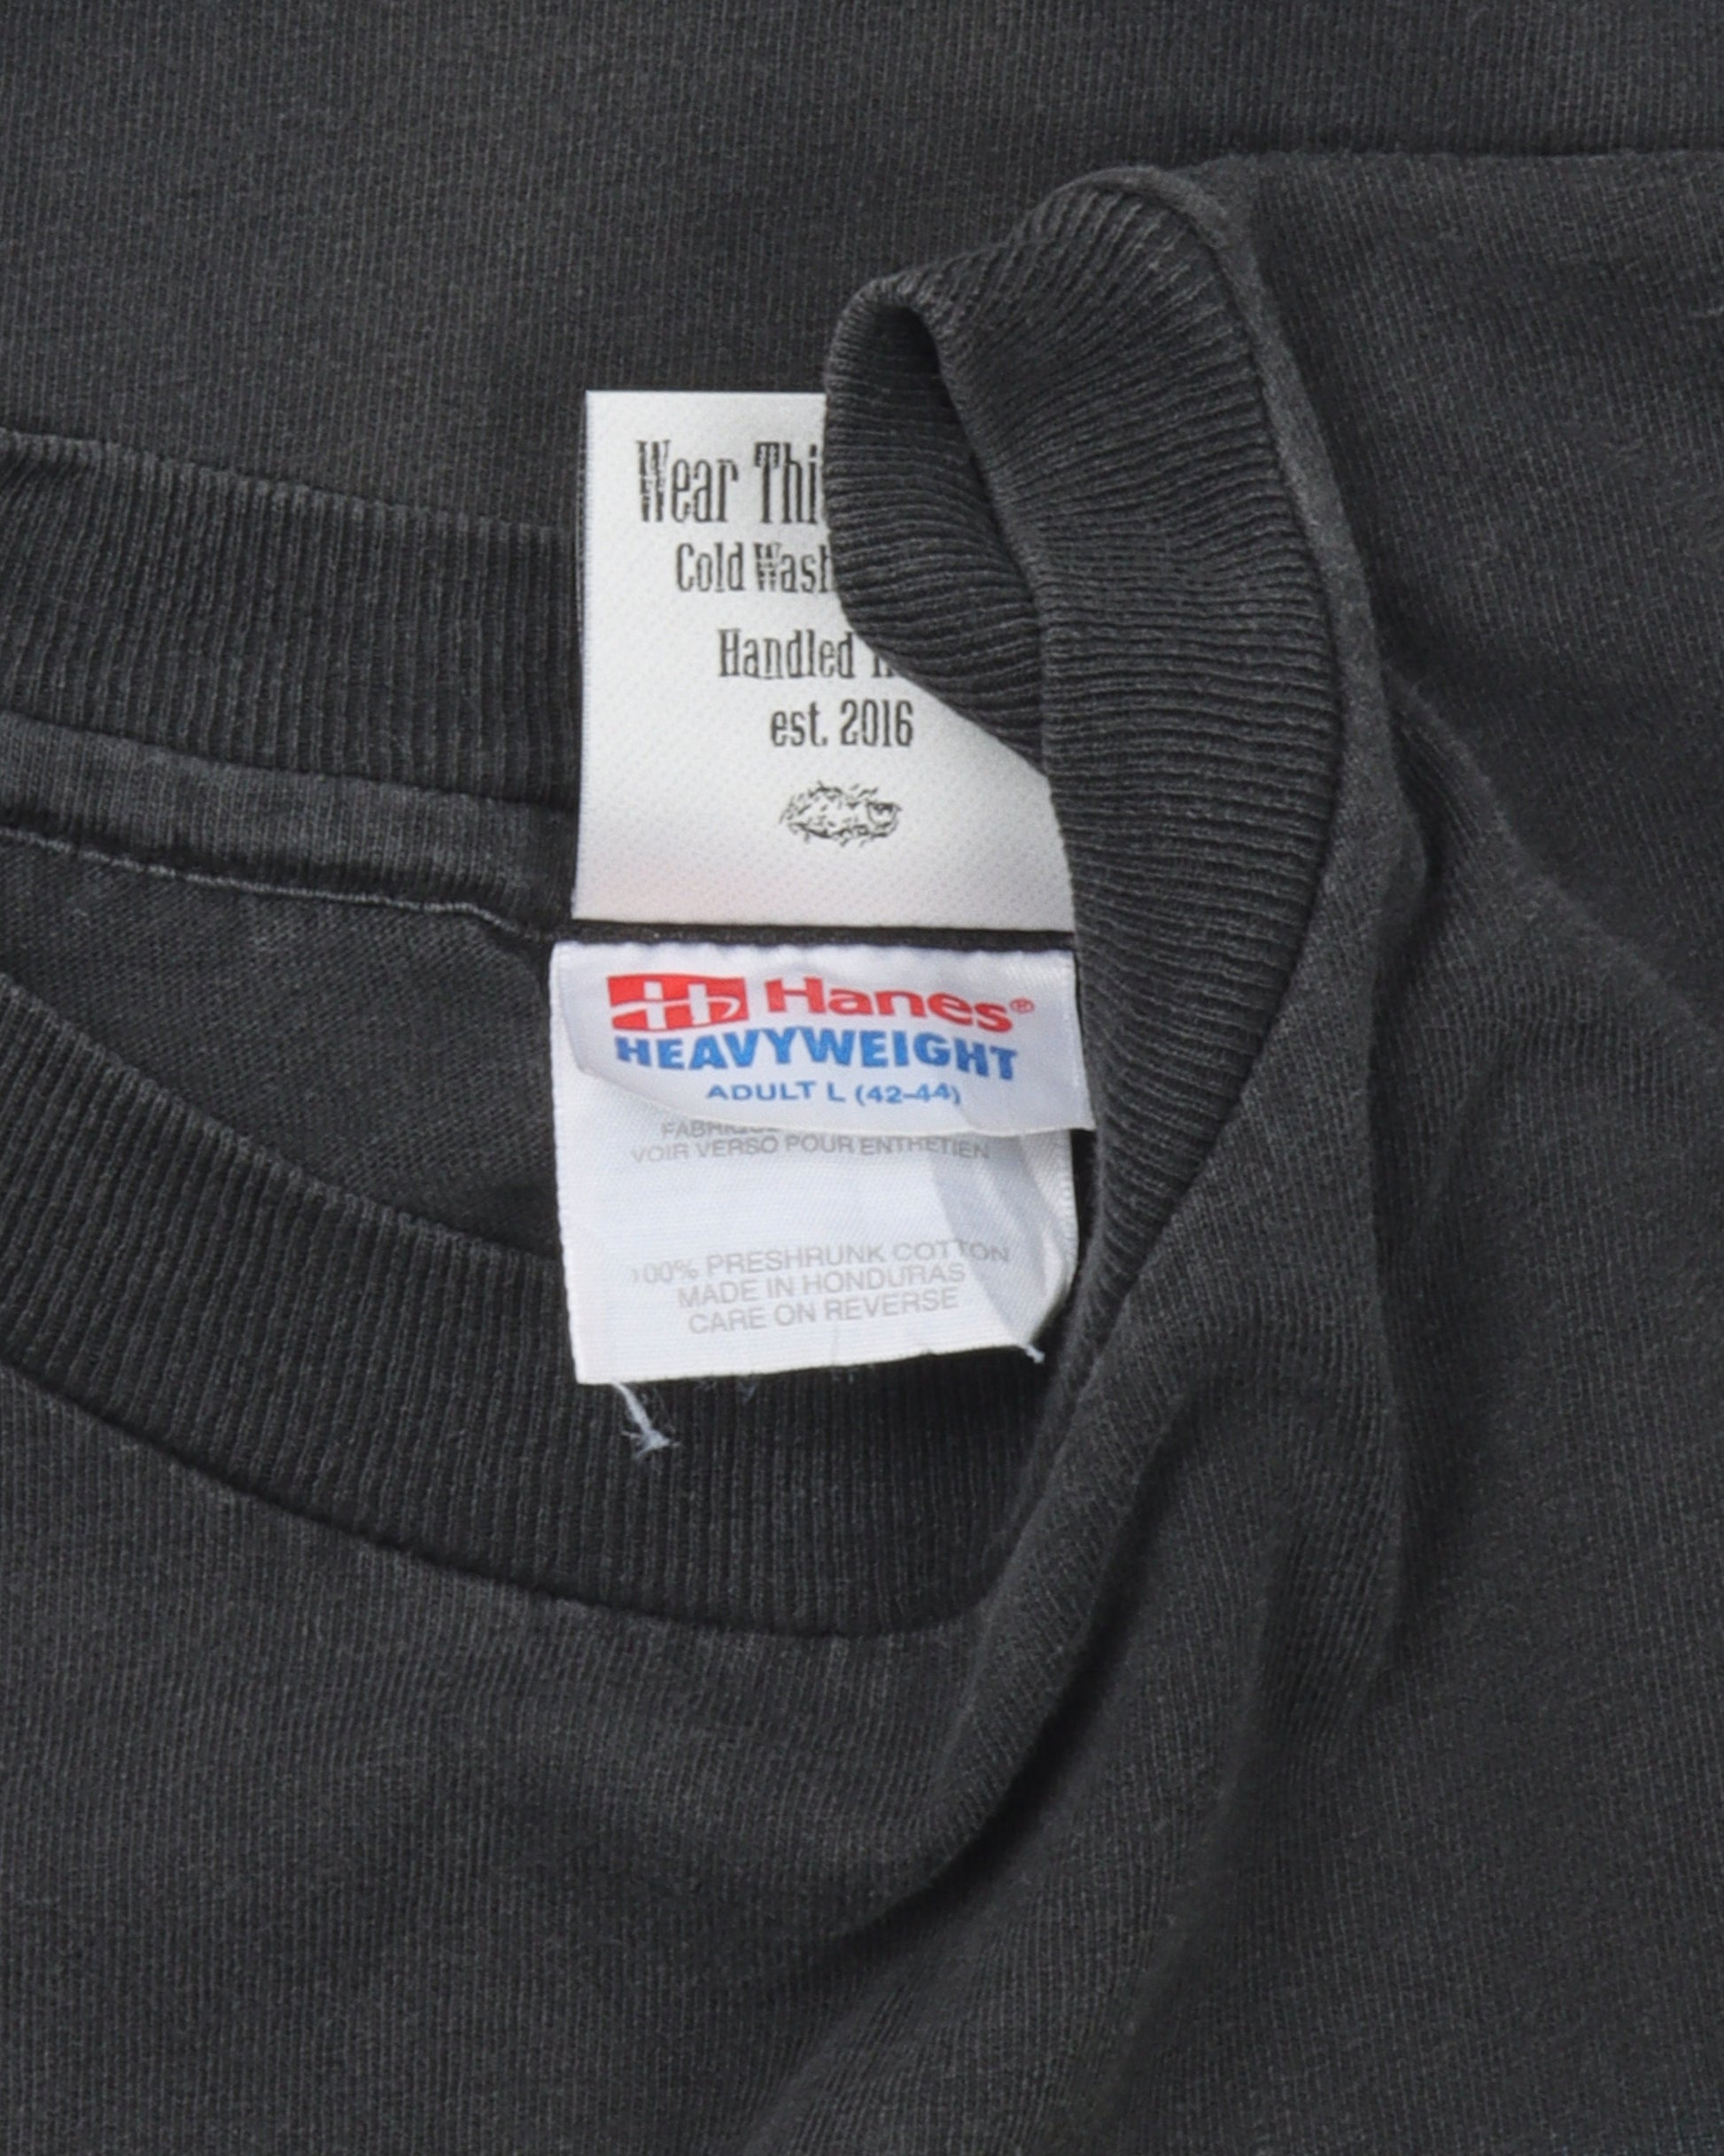 Wear Thi
Cold Wash
Handled
est. 2016
Hanes®
HEAVYWEIGHT
ADULT L (42-44)
VOIR VERSO POUR ENTRETIEN
100% PRESHRUNK COTTON
MADE IN HONDURAS
CARE ON REVERSE